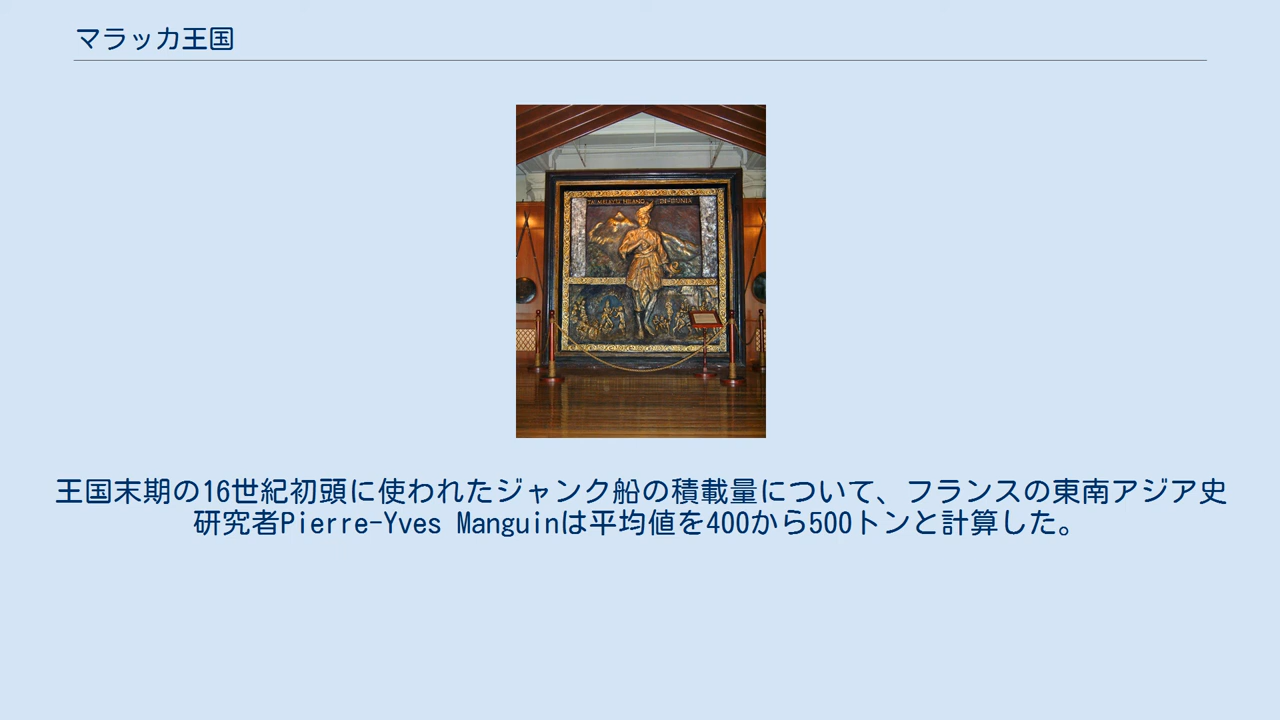 マラッカ王国
王国末期の16世紀初頭に使われたジャンク船の積載量について、フランスの東南アジア史
研究者Pierre-Yves Manguinは平均値を400から500トンと計算した。